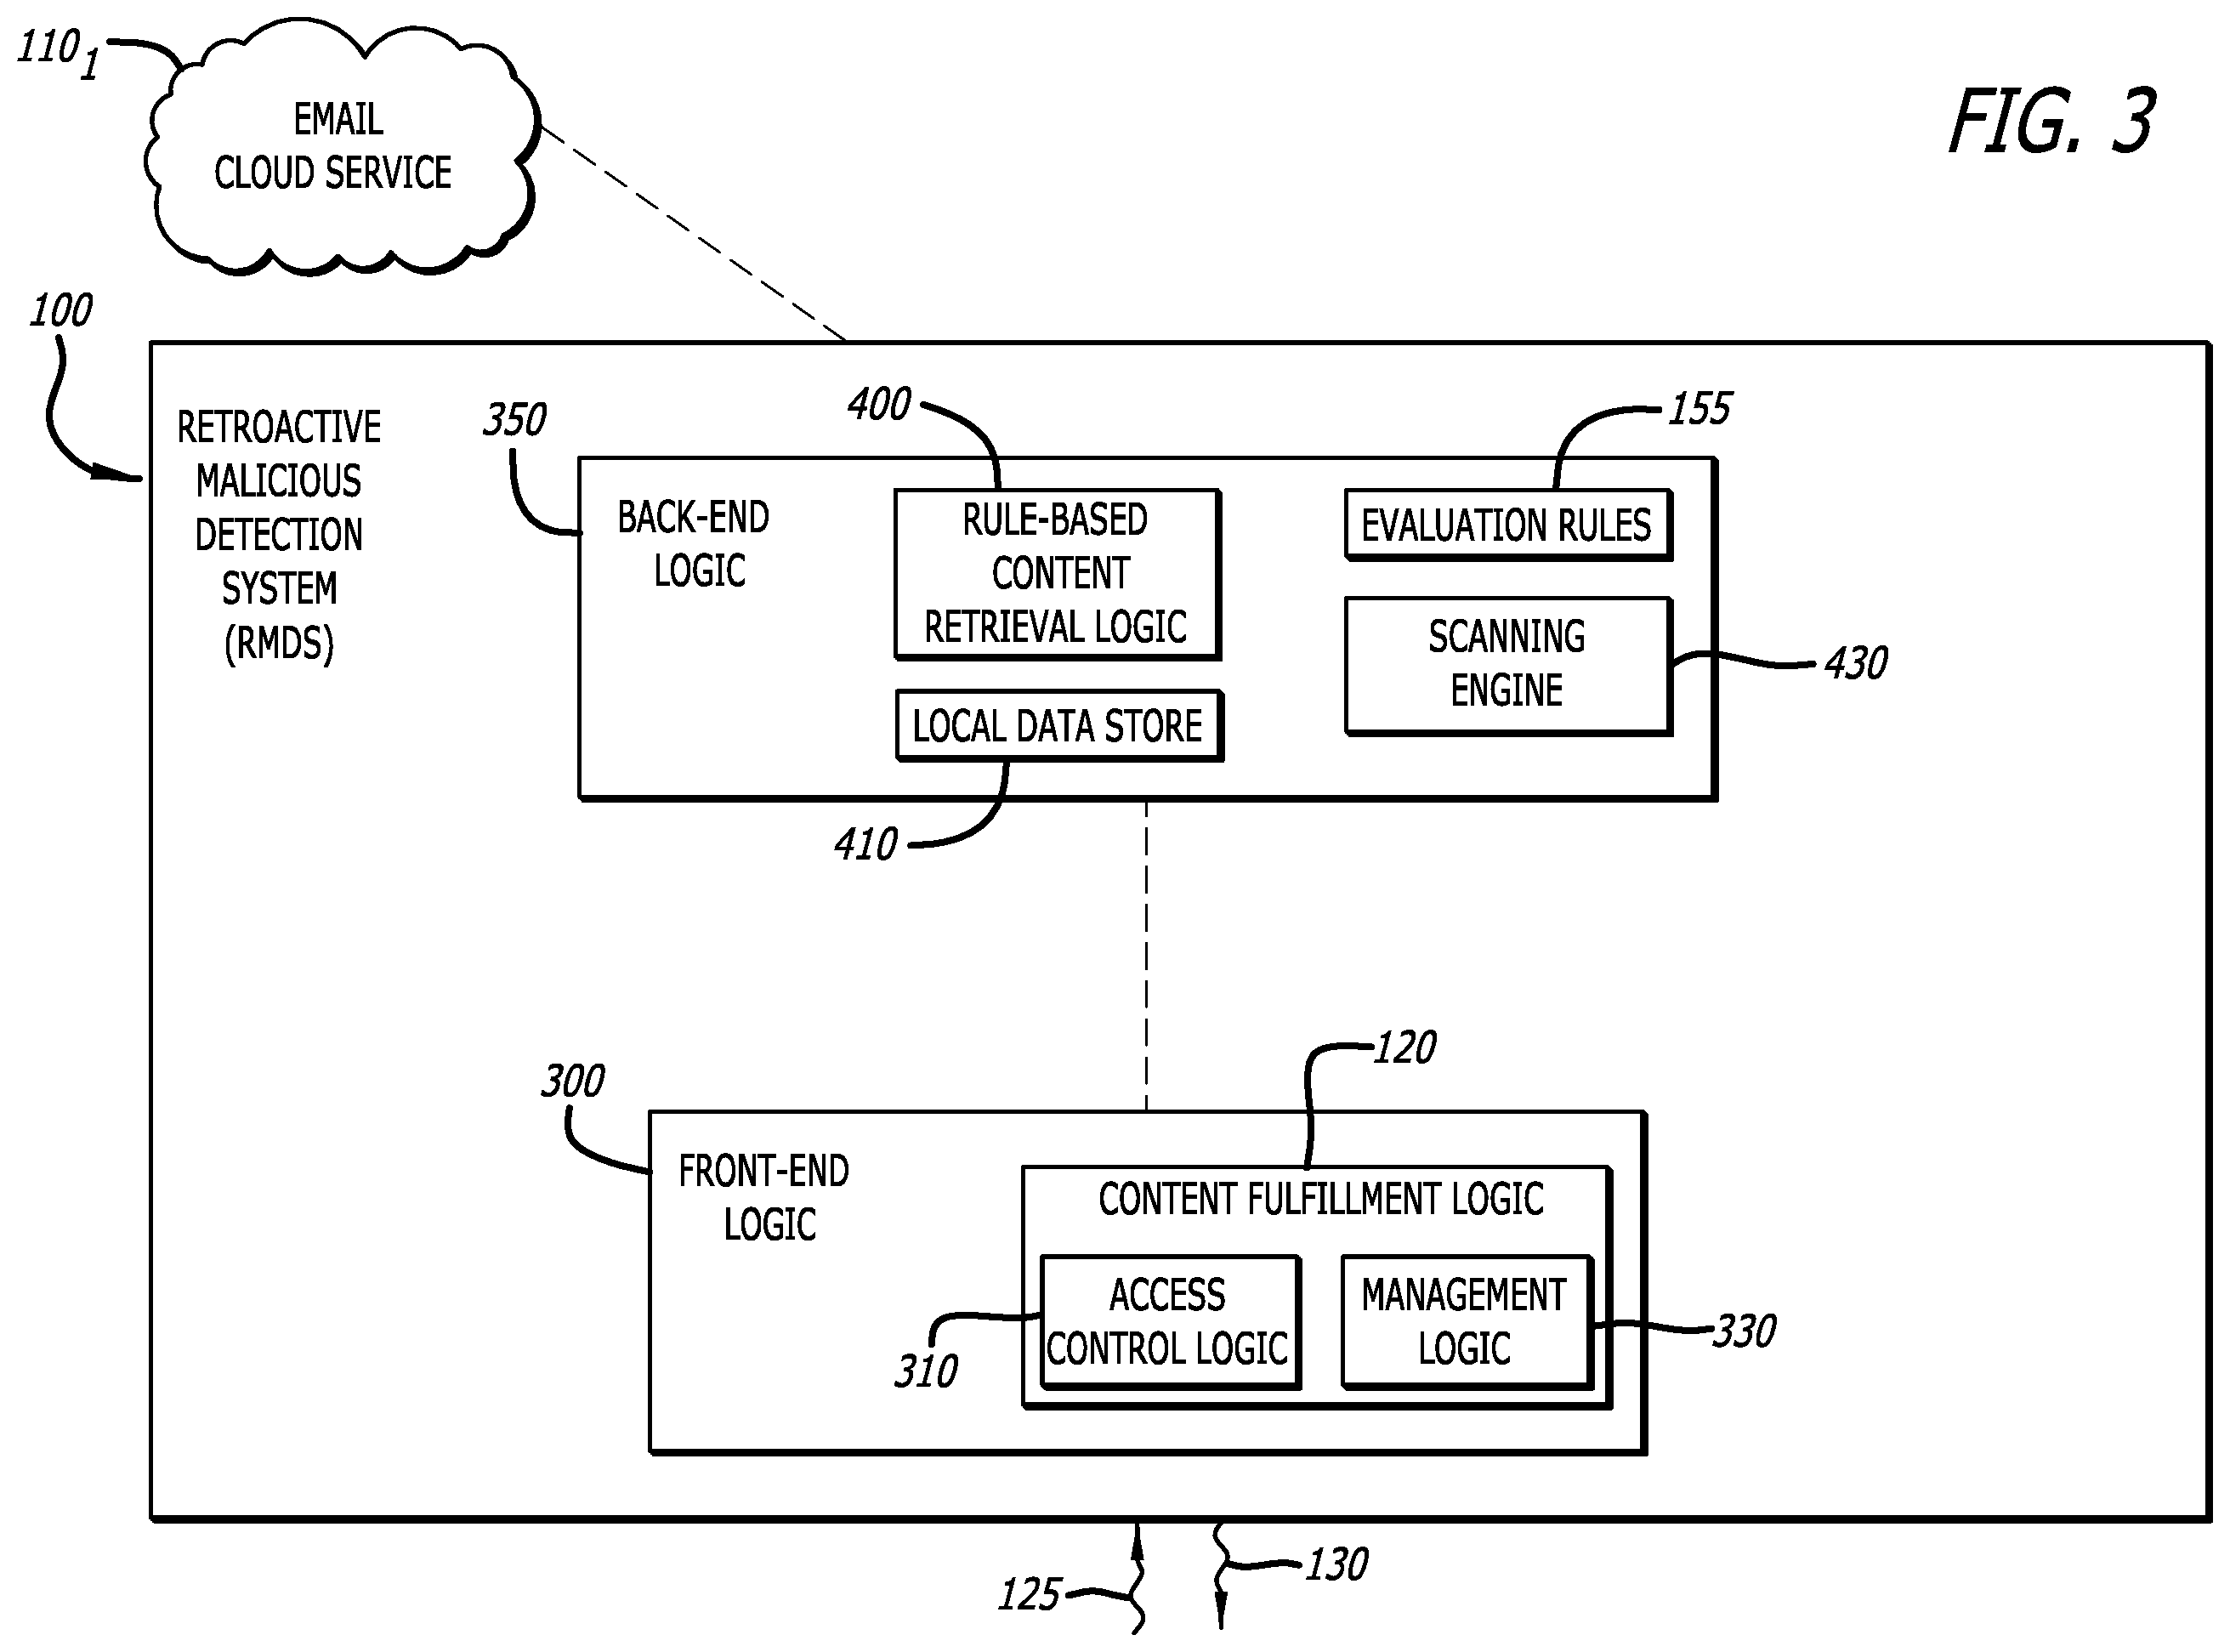 110₁
EMAIL
CLOUD SERVICE
FIG. 3
100
RETROACTIVE
MALICIOUS
DETECTION
SYSTEM
(RMDS)
350
BACK-END
LOGIC
400
RULE-BASED
CONTENT
RETRIEVAL LOGIC
LOCAL DATA STORE
410
155
EVALUATION RULES
SCANNING
ENGINE
430
300
FRONT-END
LOGIC
120
CONTENT FULFILLMENT LOGIC
310
ACCESS
CONTROL LOGIC
MANAGEMENT
LOGIC
330
125
130